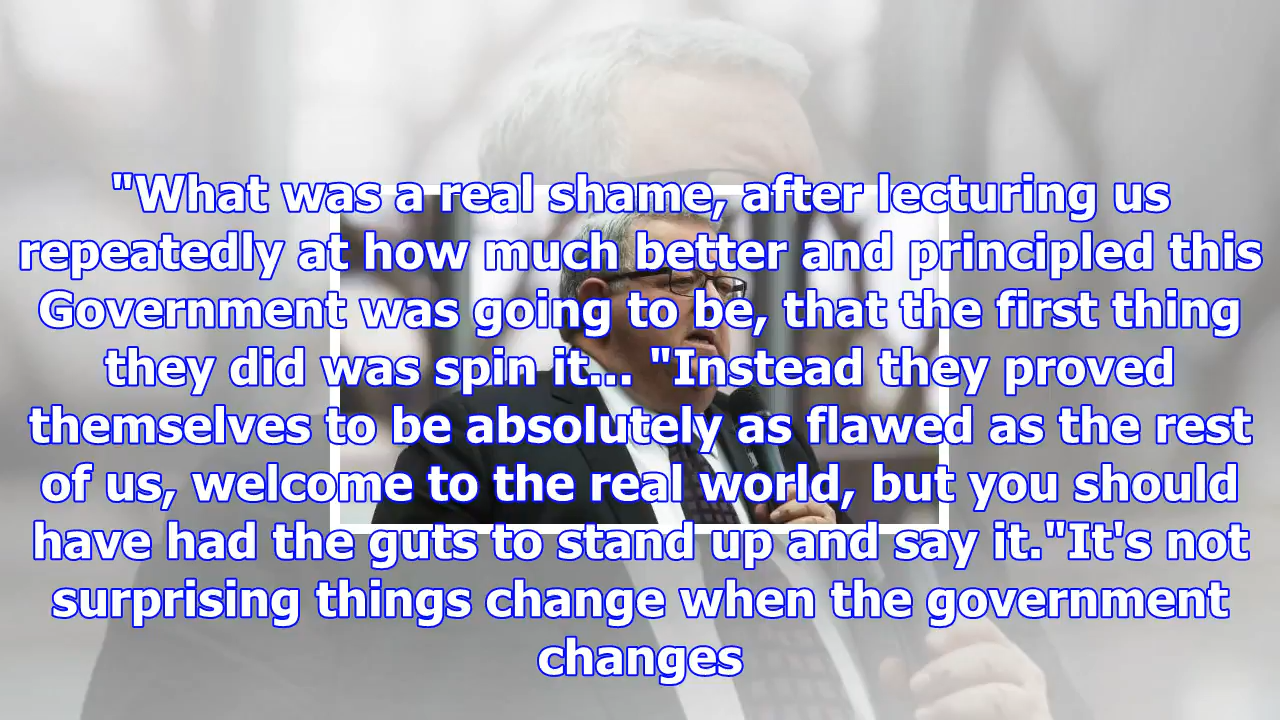 "What was a real shame, after lecturing us
repeatedly at how much better and principled this
Government was going to be, that the first thing
they did was spin it... "Instead they proved
themselves to be absolutely as flawed as the rest
of us, welcome to the real world, but you should
have had the guts to stand up and say it."It's not
surprising things change when the government
changes